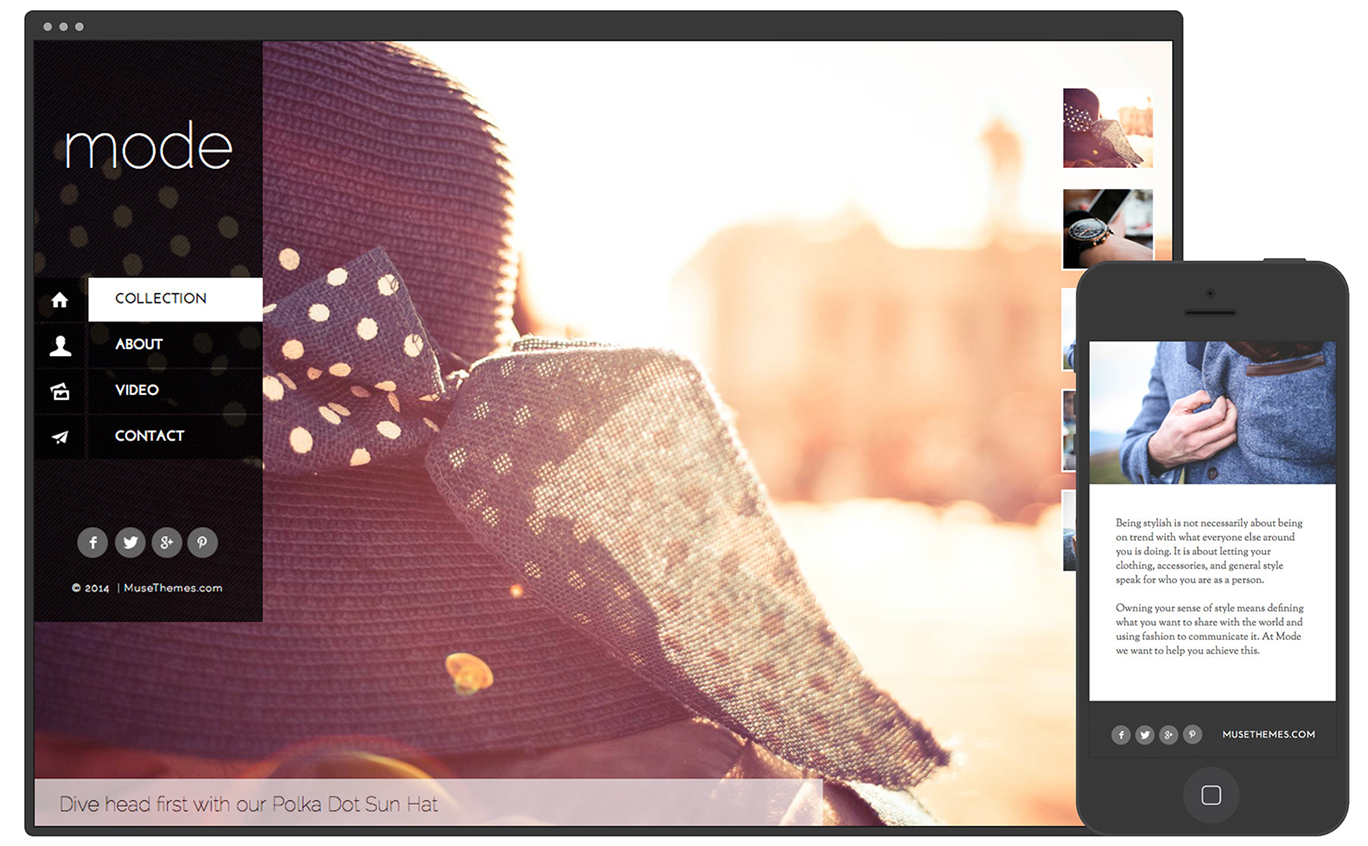 mode
COLLECTION
ABOUT
VIDEO
CONTACT
© 2014 | MuseThemes.com
Dive head first with our Polka Dot Sun Hat
Being stylish is not necessarily about being
on trend with what everyone else around
you is doing. It is about letting your
clothing, accessories, and general style
speak for who you are as a person.
Owning your sense of style means defining
what you want to share with the world and
using fashion to communicate it. At Mode
we want to help you achieve this.
MUSETHEMES.COM